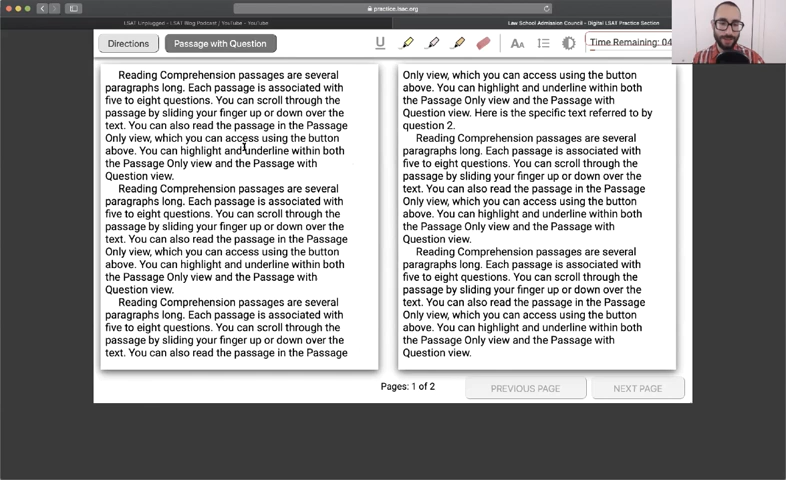 practice.lsac.org
LSAT Unplugged - LSAT Blog Podcast / YouTube - YouTube
Law School Admission Council - Digital LSAT Practice Section
Directions
Passage with Question
U
AA
Time Remaining: 04
Reading Comprehension passages are several
paragraphs long. Each passage is associated with
five to eight questions. You can scroll through the
passage by sliding your finger up or down over the
text. You can also read the passage in the Passage
Only view, which you can access using the button
above. You can highlight and underline within both
the Passage Only view and the Passage with
Question view.
Reading Comprehension passages are several
paragraphs long. Each passage is associated with
five to eight questions. You can scroll through the
passage by sliding your finger up or down over the
text. You can also read the passage in the Passage
Only view, which you can access using the button
above. You can highlight and underline within both
the Passage Only view and the Passage with
Question view.
Reading Comprehension passages are several
paragraphs long. Each passage is associated with
five to eight questions. You can scroll through the
passage by sliding your finger up or down over the
text. You can also read the passage in the Passage
Only view, which you can access using the button
above. You can highlight and underline within both
the Passage Only view and the Passage with
Question view. Here is the specific text referred to by
question 2.
Reading Comprehension passages are several
paragraphs long. Each passage is associated with
five to eight questions. You can scroll through the
passage by sliding your finger up or down over the
text. You can also read the passage in the Passage
Only view, which you can access using the button
above. You can highlight and underline within both
the Passage Only view and the Passage with
Question view.
Reading Comprehension passages are several
paragraphs long. Each passage is associated with
five to eight questions. You can scroll through the
passage by sliding your finger up or down over the
text. You can also read the passage in the Passage
Only view, which you can access using the button
above. You can highlight and underline within both
the Passage Only view and the Passage with
Question view.
Pages: 1 of 2
PREVIOUS PAGE
NEXT PAGE